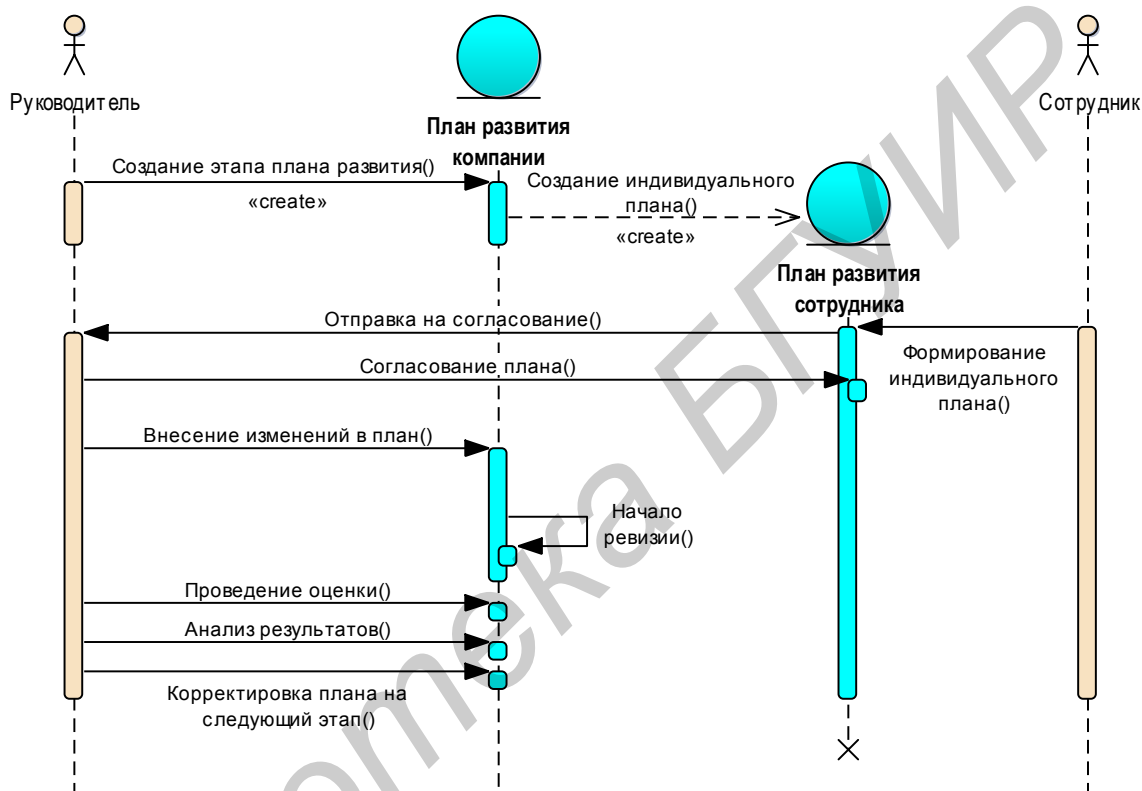 Руководитель
План развития
компании
Сотрудник
Создание этапа плана развития()
«create»
Создание индивидуального
плана()
«create»
План развития
сотрудника
Отправка на согласование()
Формирование
индивидуального
плана()
Согласование плана()
Внесение изменений в план()
Начало
ревизии()
Проведение оценки()
Анализ результатов()
Корректировка плана на
следующий этап()
отека БГУИР